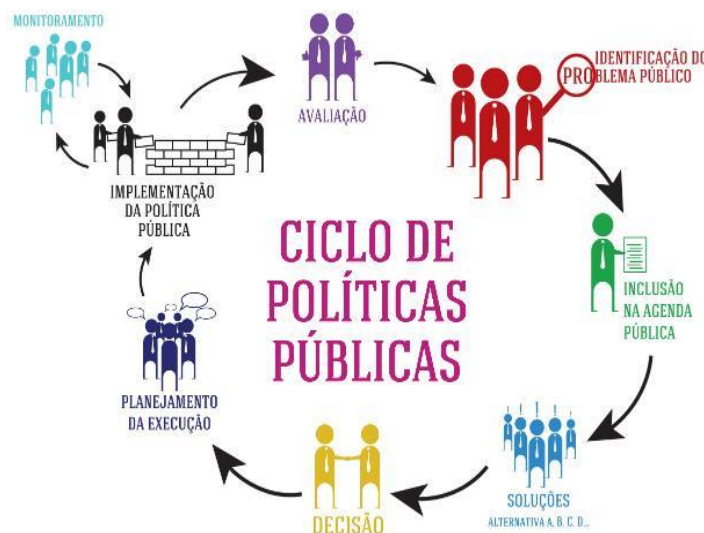 MONITORAMENTO
IDENTIFICAÇÃO DO
PROBLEMA PÚBLICO
AVALIAÇÃO
IMPLEMENTAÇÃO
DA POLÍTICA
PÚBLICA
CICLO DE
POLÍTICAS
PÚBLICAS
INCLUSÃO
NA AGENDA
PÚBLICA
PLANEJAMENTO
DA EXECUÇÃO
SOLUÇÕES
ALTERNATIVA A, B, C, D...
DECISÃO